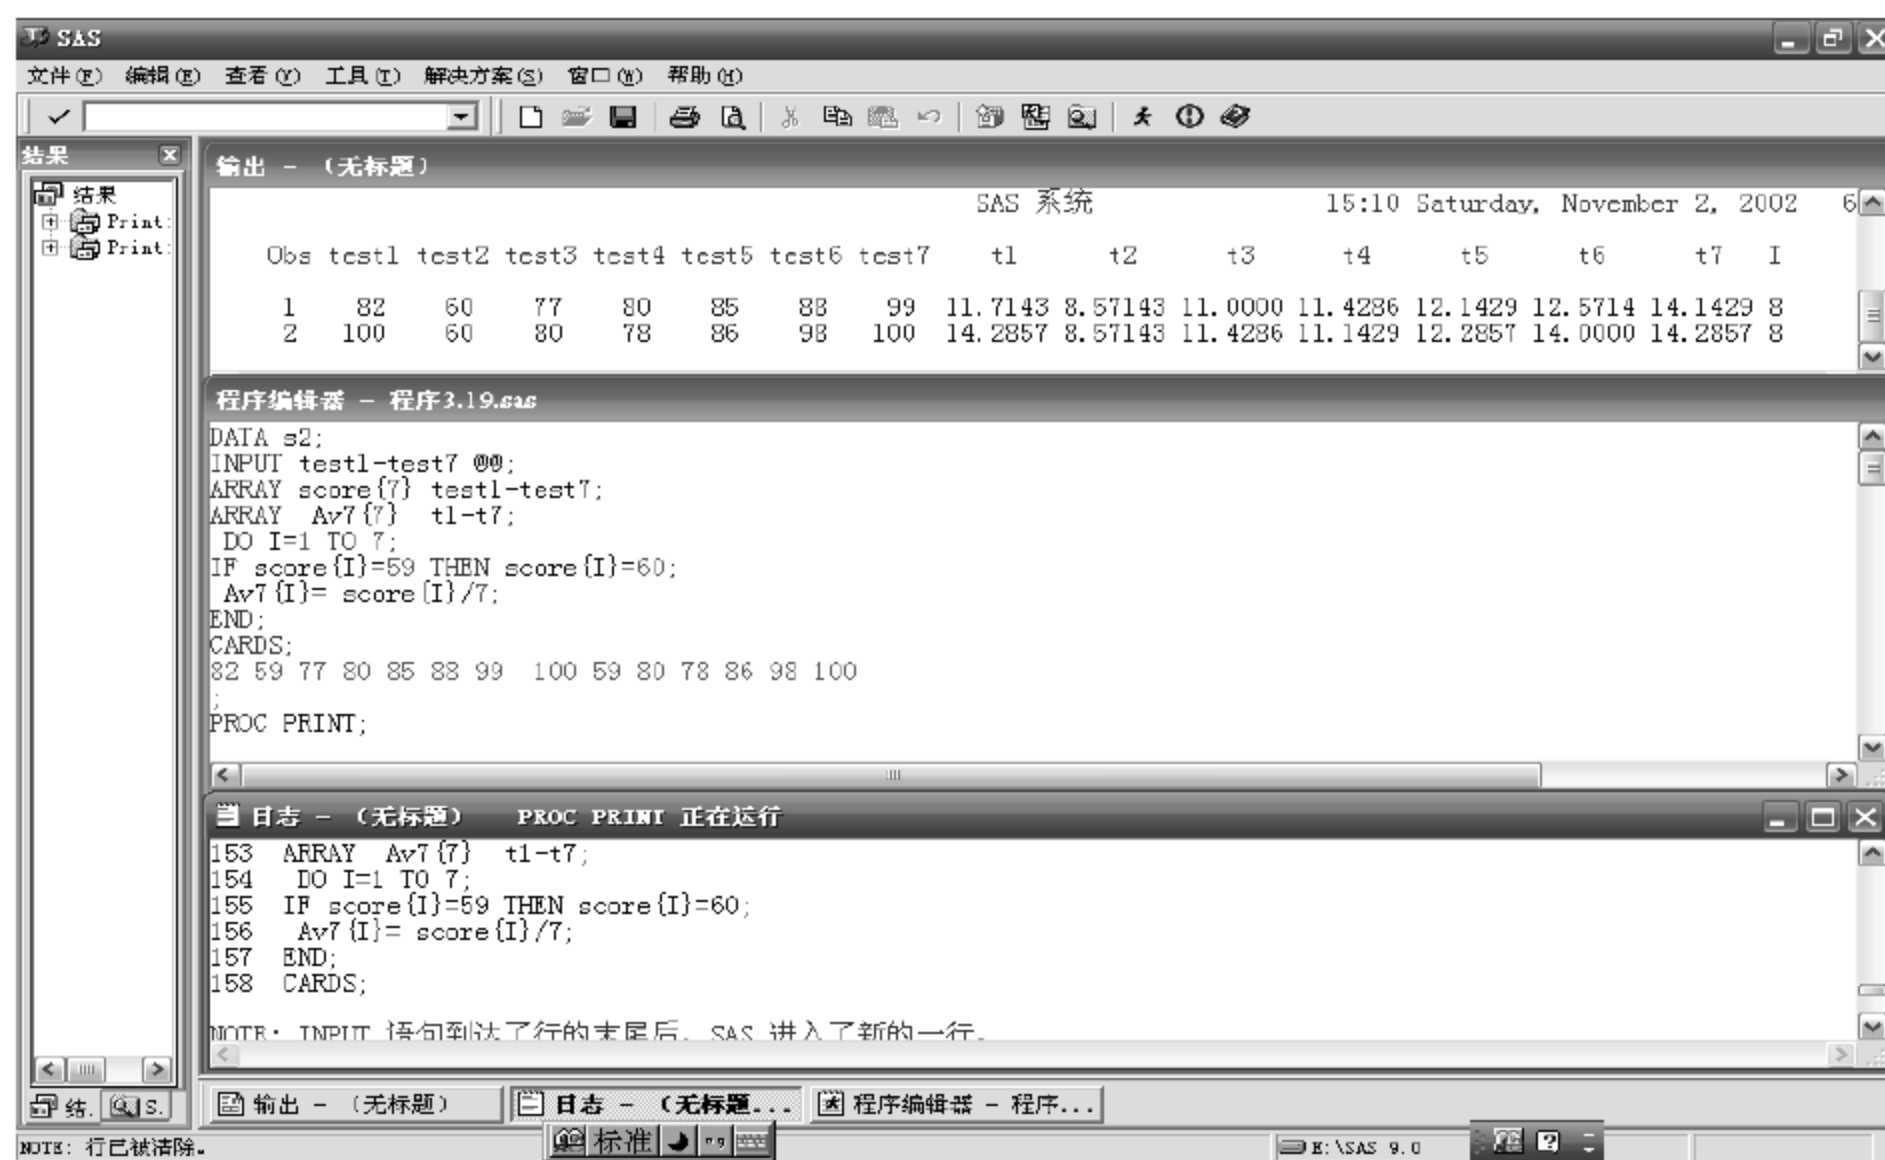 SAS
文件(F) 编辑(E) 查看(V) 工具(T) 解决方案(S) 窗口(W) 帮助(H)
结果
结果
Print:
Print:
输出 - (无标题)
SAS 系统 15:10 Saturday, November 2, 2002 6
Obs test1 test2 test3 test4 test5 test6 test7 t1 t2 t3 t4 t5 t6 t7 I
1 82 60 77 80 85 88 99 11.7143 8.57143 11.0000 11.4286 12.1429 12.5714 14.1429 8
2 100 60 80 78 86 98 100 14.2857 8.57143 11.4286 11.1429 12.2857 14.0000 14.2857 8
程序编辑器 - 程序3.19.sas
DATA s2;
INPUT test1-test7 @@;
ARRAY score{7} test1-test7;
ARRAY Av7{7} t1-t7;
DO I=1 TO 7;
IF score{I}=59 THEN score{I}=60;
Av7{I}= score{I}/7;
END;
CARDS;
82 59 77 80 85 88 99 100 59 80 78 86 98 100
;
PROC PRINT;
日志 - (无标题) PROC PRINT 正在运行
153 ARRAY Av7{7} t1-t7;
154 DO I=1 TO 7;
155 IF score{I}=59 THEN score{I}=60;
156 Av7{I}= score{I}/7;
157 END;
158 CARDS;
NOTE: INPUT 语句到达了行的末尾后, SAS 进入了新的一行。
结. S.
输出 - (无标题) 日志 - (无标题... 程序编辑器 - 程序...
NOTE: 行已被清除。 标准 E:\SAS 9.0